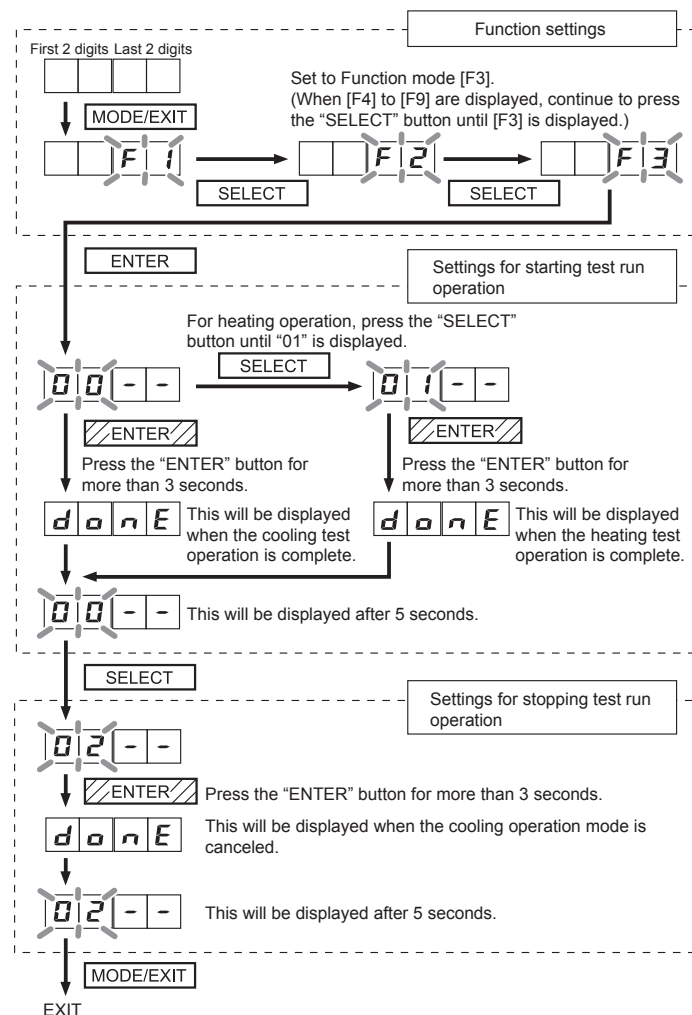 Function settings
First 2 digits Last 2 digits
Set to Function mode [F3].
(When [F4] to [F9] are displayed, continue to press
the “SELECT” button until [F3] is displayed.)
MODE/EXIT
F 1
F 2
F 3
SELECT
SELECT
ENTER
Settings for starting test run
operation
For heating operation, press the “SELECT”
button until “01” is displayed.
SELECT
0 0 - -
0 1 - -
ENTER
ENTER
Press the “ENTER” button for
more than 3 seconds.
Press the “ENTER” button for
more than 3 seconds.
d o n E
This will be displayed
when the cooling test
operation is complete.
d o n E
This will be displayed
when the heating test
operation is complete.
0 0 - -
This will be displayed after 5 seconds.
SELECT
Settings for stopping test run
operation
0 2 - -
ENTER
Press the “ENTER” button for more than 3 seconds.
d o n E
This will be displayed when the cooling operation mode is
canceled.
0 2 - -
This will be displayed after 5 seconds.
MODE/EXIT
EXIT